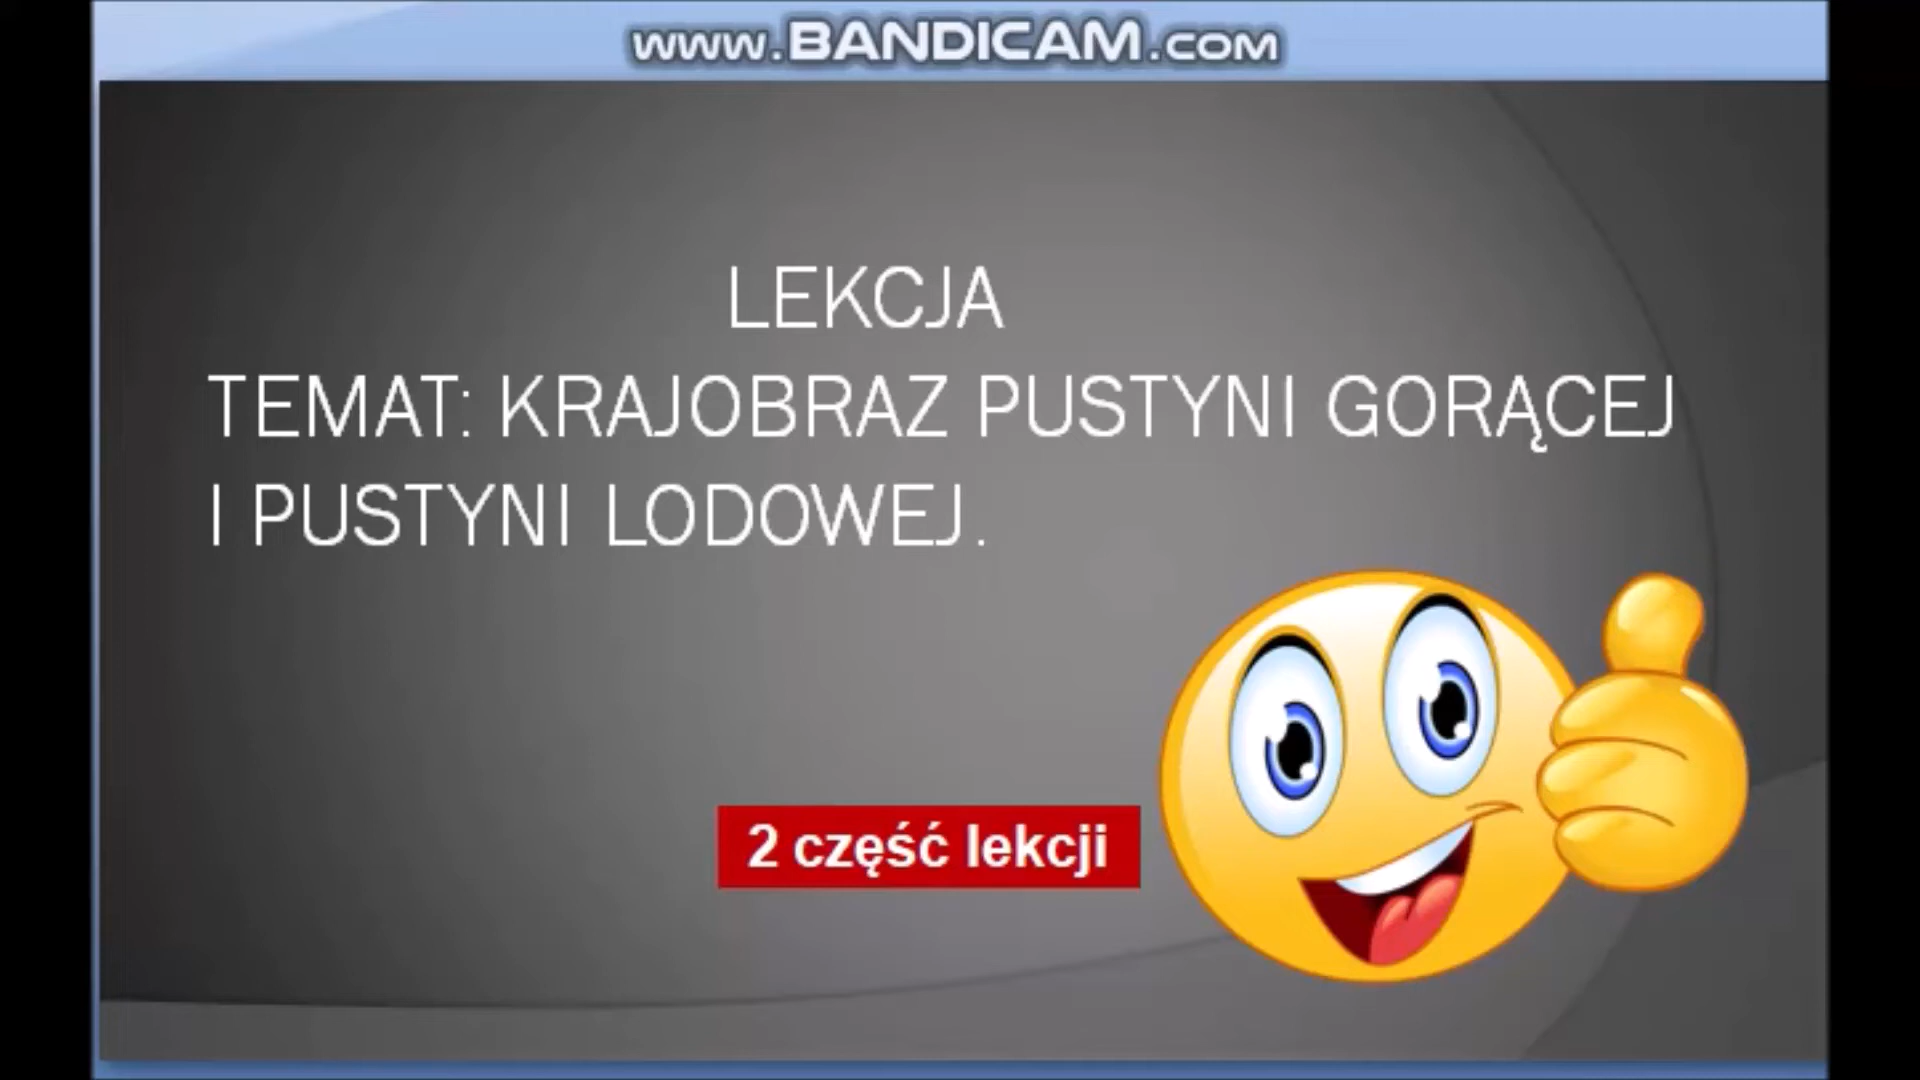 www.BANDICAM.com
LEKCJA
TEMAT: KRAJOBRAZ PUSTYNI GORĄCEJ
I PUSTYNI LODOWEJ.
2 część lekcji